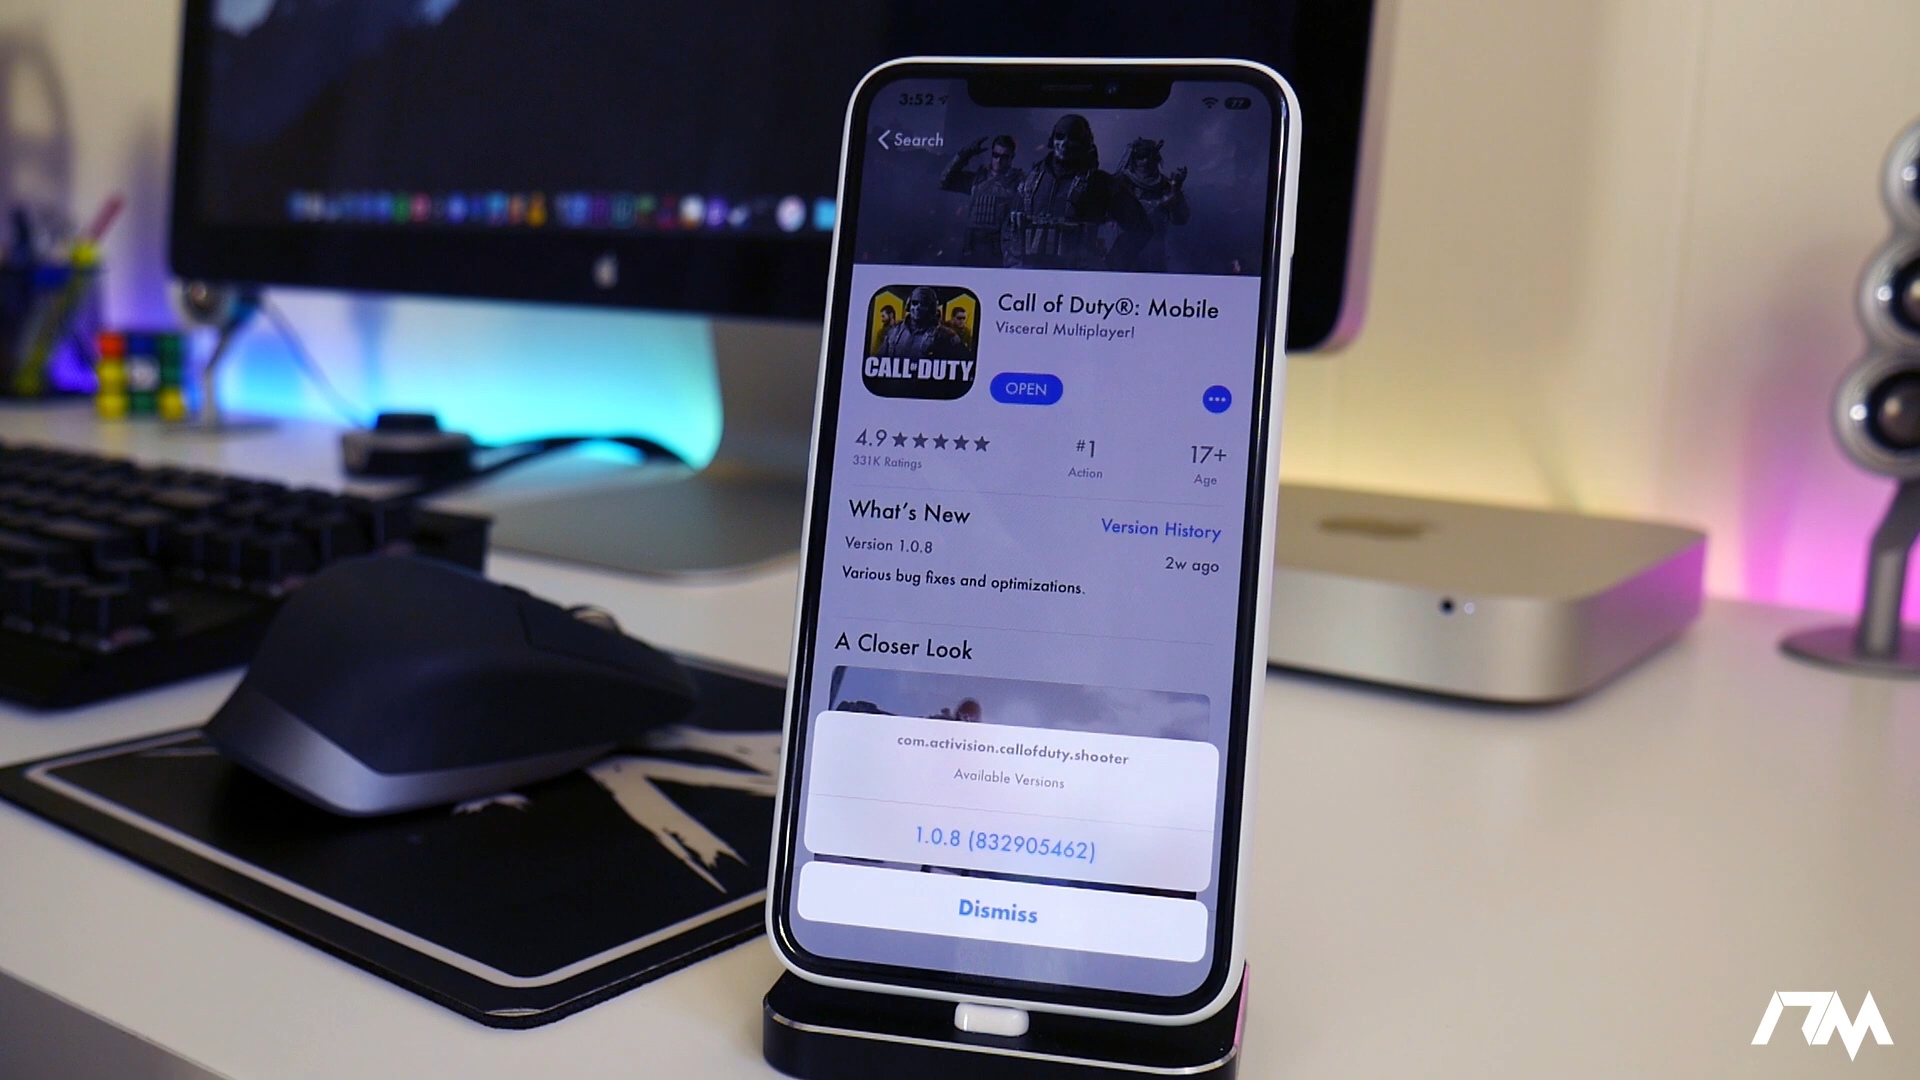 3:52
77
Search
Call of Duty®: Mobile
Visceral Multiplayer!
CALL OF DUTY
OPEN
4.9★★★★★
#1
17+
331K Ratings
Action
Age
What's New
Version History
Version 1.0.8
2w ago
Various bug fixes and optimizations.
A Closer Look
com.activision.callofduty.shooter
Available Versions
1.0.8 (832905462)
Dismiss